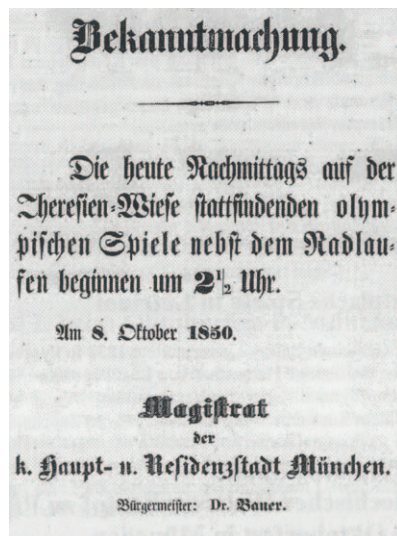 Bekanntmachung.
Die heute Nachmittags auf der
Theresien-Wiese stattfindenden olym-
pischen Spiele nebst dem Radlau-
fen beginnen um 2½ Uhr.
Am 8. Oktober 1850.
Magistrat
der
k. Haupt- u. Residenzstadt München.
Bürgermeister: Dr. Bauer.